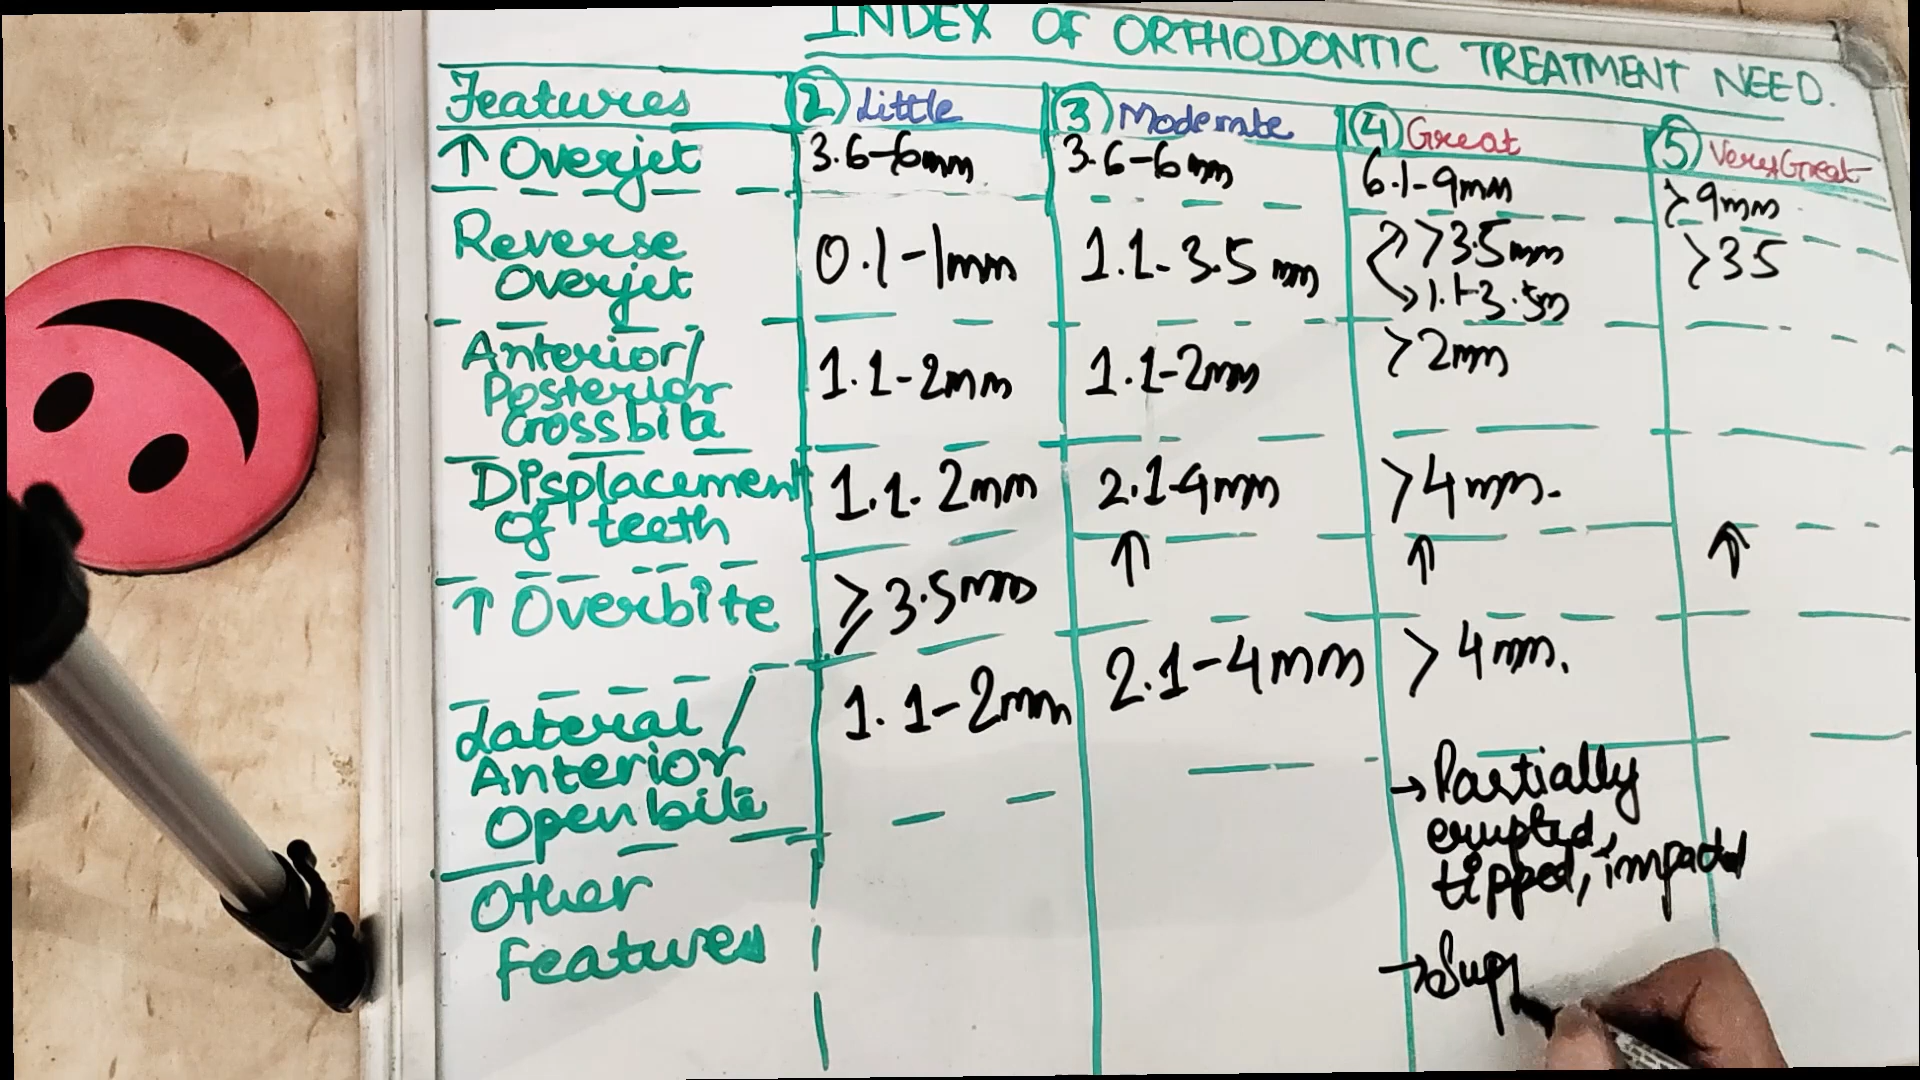 INDEX OF ORTHODONTIC TREATMENT NEED.
Features ② Little ③ Moderate ④ Great ⑤ Very Great
↑ Overjet 3.6-6mm 3.6-6mm 6.1-9mm >9mm
Reverse
Overjet 0.1-1mm 1.1-3.5mm >3.5mm >3.5
1.1-3.5m
Anterior/
Posterior
Crossbite 1.1-2mm 1.1-2mm >2mm
Displacement
of teeth 1.1-2mm 2.1-4mm >4mm.
↑ Overbite ≥3.5mm ↑ ↑ ↑
Lateral/
Anterior
Openbite 1.1-2mm 2.1-4mm >4mm.
Other
features
→Partially
erupted,
tipped, impacted
→Sup